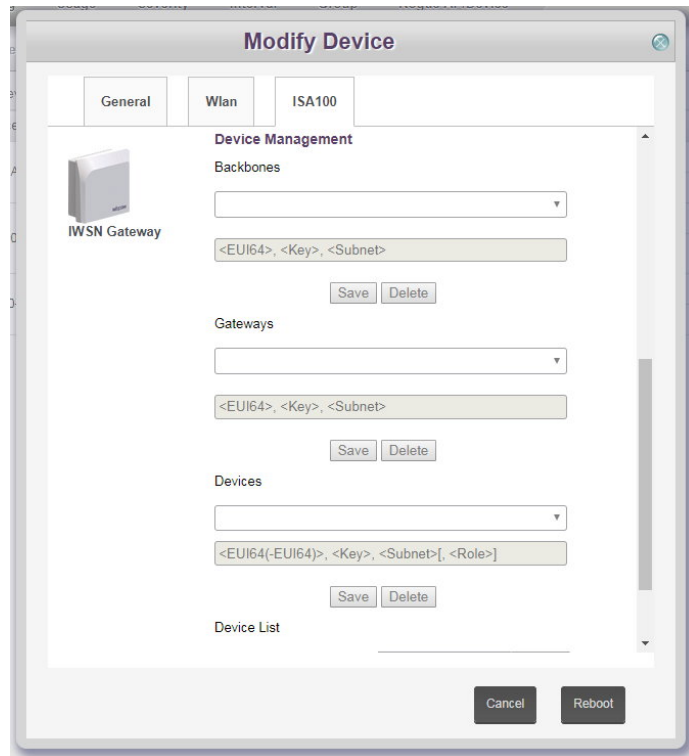 Modify Device
General
Wlan
ISA100
Device Management
Backbones
IWSN Gateway
<EUI64>, <Key>, <Subnet>
Save Delete
Gateways
<EUI64>, <Key>, <Subnet>
Save Delete
Devices
<EUI64(-EUI64)>, <Key>, <Subnet>[, <Role>]
Save Delete
Device List
Cancel Reboot